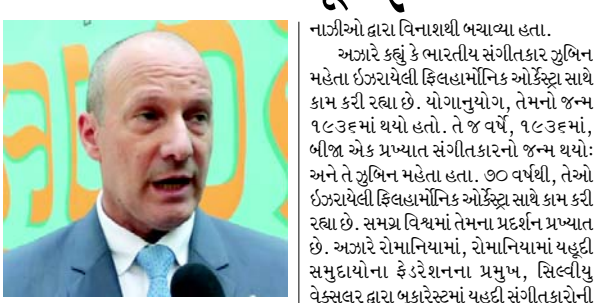 નાઝીઓ દ્વારા વિનાશથી બચાવ્યા હતા.
અઝારે કહ્યું કે ભારતીય સંગીતકાર ઝુબિન
મહેતા ઇઝરાયેલી ફિલહાર્મોનિક ઓર્કેસ્ટ્રા સાથે
કામ કરી રહ્યા છે. યોગાનુયોગ, તેમનો જન્મ
૧૯૩૬માં થયો હતો. તે જ વર્ષે, ૧૯૩૬માં,
બીજા એક પ્રખ્યાત સંગીતકારનો જન્મ થયો:
અને તે ઝુબિન મહેતા હતા. ૭૦ વર્ષથી, તેઓ
ઇઝરાયેલી ફિલહાર્મોનિક ઓર્કેસ્ટ્રા સાથે કામ કરી
રહ્યા છે. સમગ્ર વિશ્વમાં તેમના પ્રદર્શન પ્રખ્યાત
છે. અઝારે રોમાનિયામાં, રોમાનિયામાં યહૂદી
સમુદાયોના ફેડરેશનના પ્રમુખ, સિલ્વીયુ
વેક્સલર દ્વારા બુકારેસ્ટમાં યહૂદી સંગીતકારોની